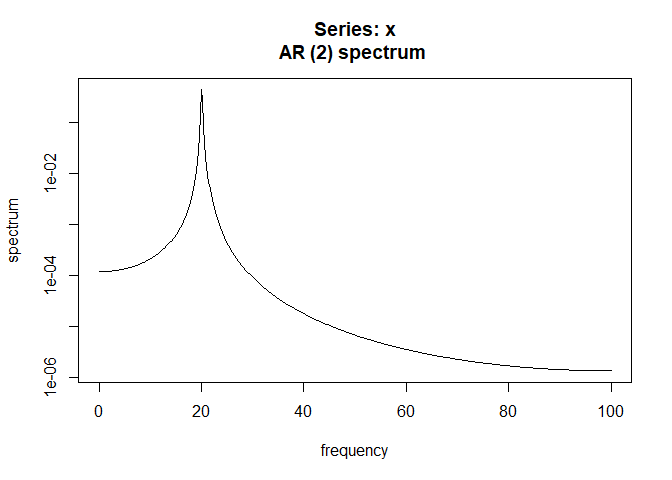 Series: x
AR (2) spectrum
spectrum
1e-02
1e-04
1e-06
0 20 40 60 80 100
frequency